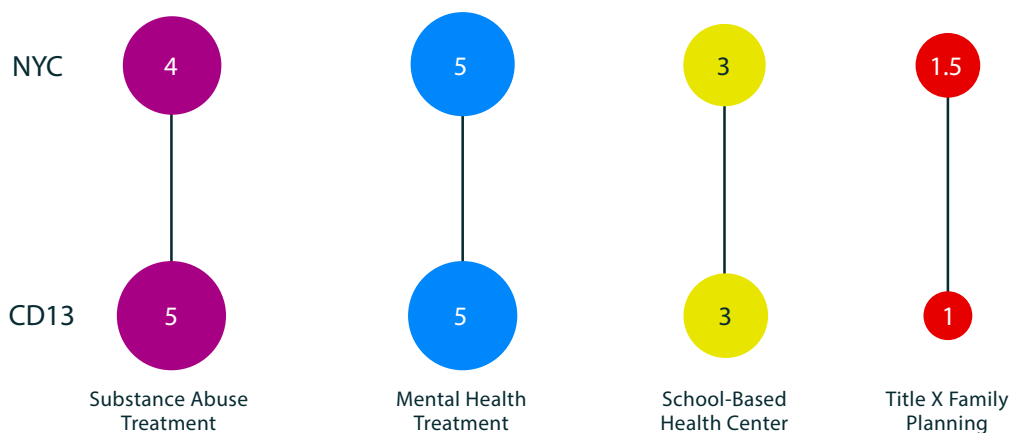 NYC 4 5 3 1.5
CD13 5 5 3 1
Substance Abuse Mental Health School-Based Title X Family
Treatment Treatment Health Center Planning